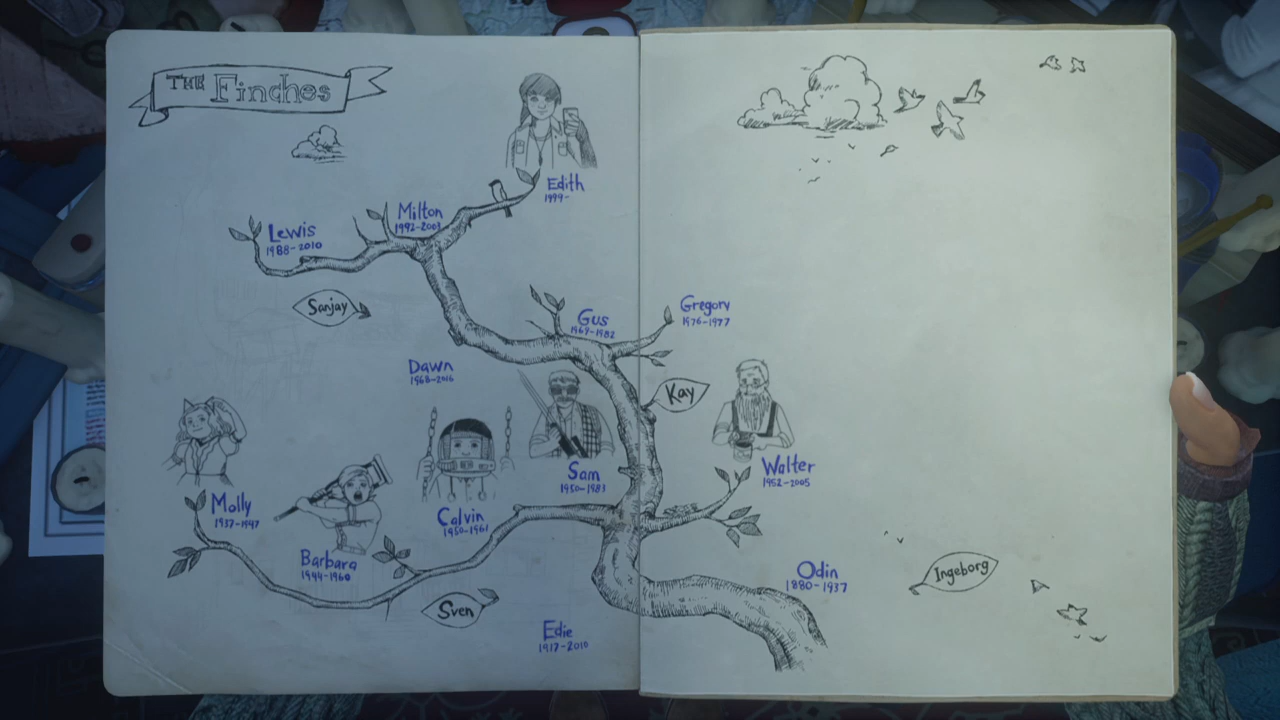 THE Finches
Edith
1999-
Milton
1992-2003
Lewis
1988-2010
Sanjay
Gregory
1976-1977
Gus
1969-1982
Dawn
1968-2016
Kay
Sam
1950-1983
Walter
1952-2005
Molly
1937-1947
Calvin
1950-1961
Barbara
1944-1960
Odin
1880-1937
Ingeborg
Sven
Edie
1917-2010